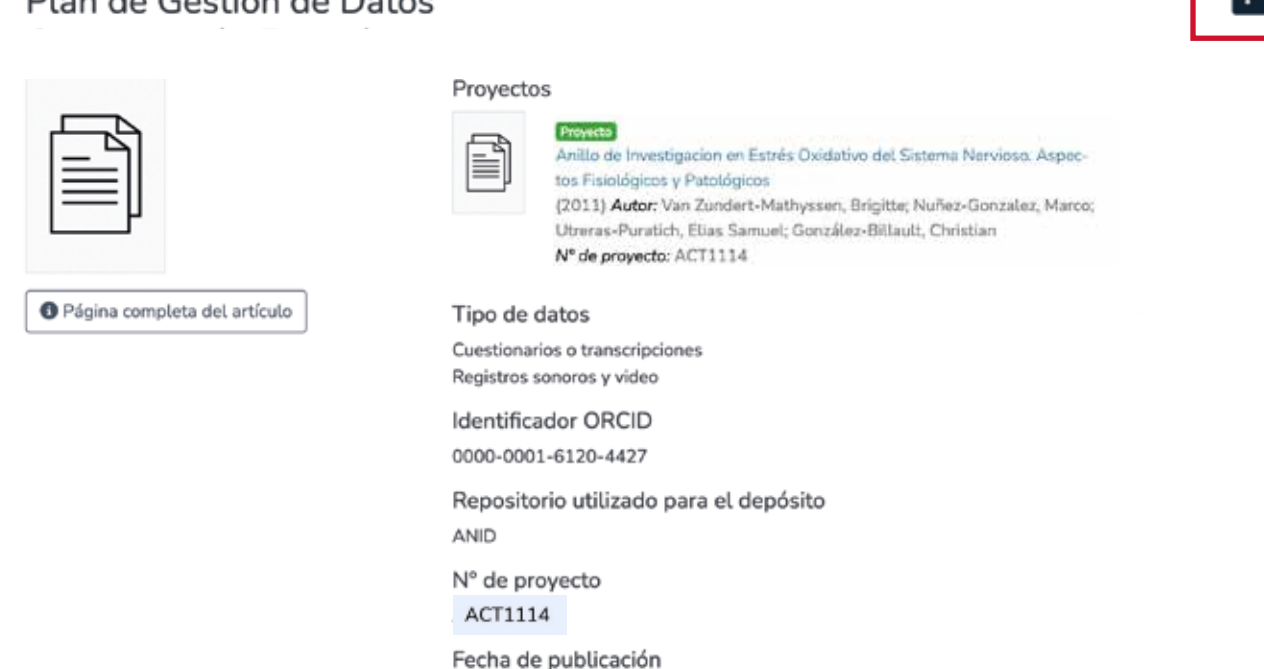 Plan de Gestión de Datos
Proyectos
Proyecto
Anillo de Investigacion en Estrés Oxidativo del Sistema Nervioso. Aspec-
tos Fisiológicos y Patológicos
(2011) Autor: Van Zundert-Mathyssen, Brigitte; Nuñez-Gonzalez, Marco;
Utreras-Puratich, Elias Samuel; González-Billault, Christian
N° de proyecto: ACT1114
Página completa del artículo
Tipo de datos
Cuestionarios o transcripciones
Registros sonoros y video
Identificador ORCID
0000-0001-6120-4427
Repositorio utilizado para el depósito
ANID
N° de proyecto
ACT1114
Fecha de publicación